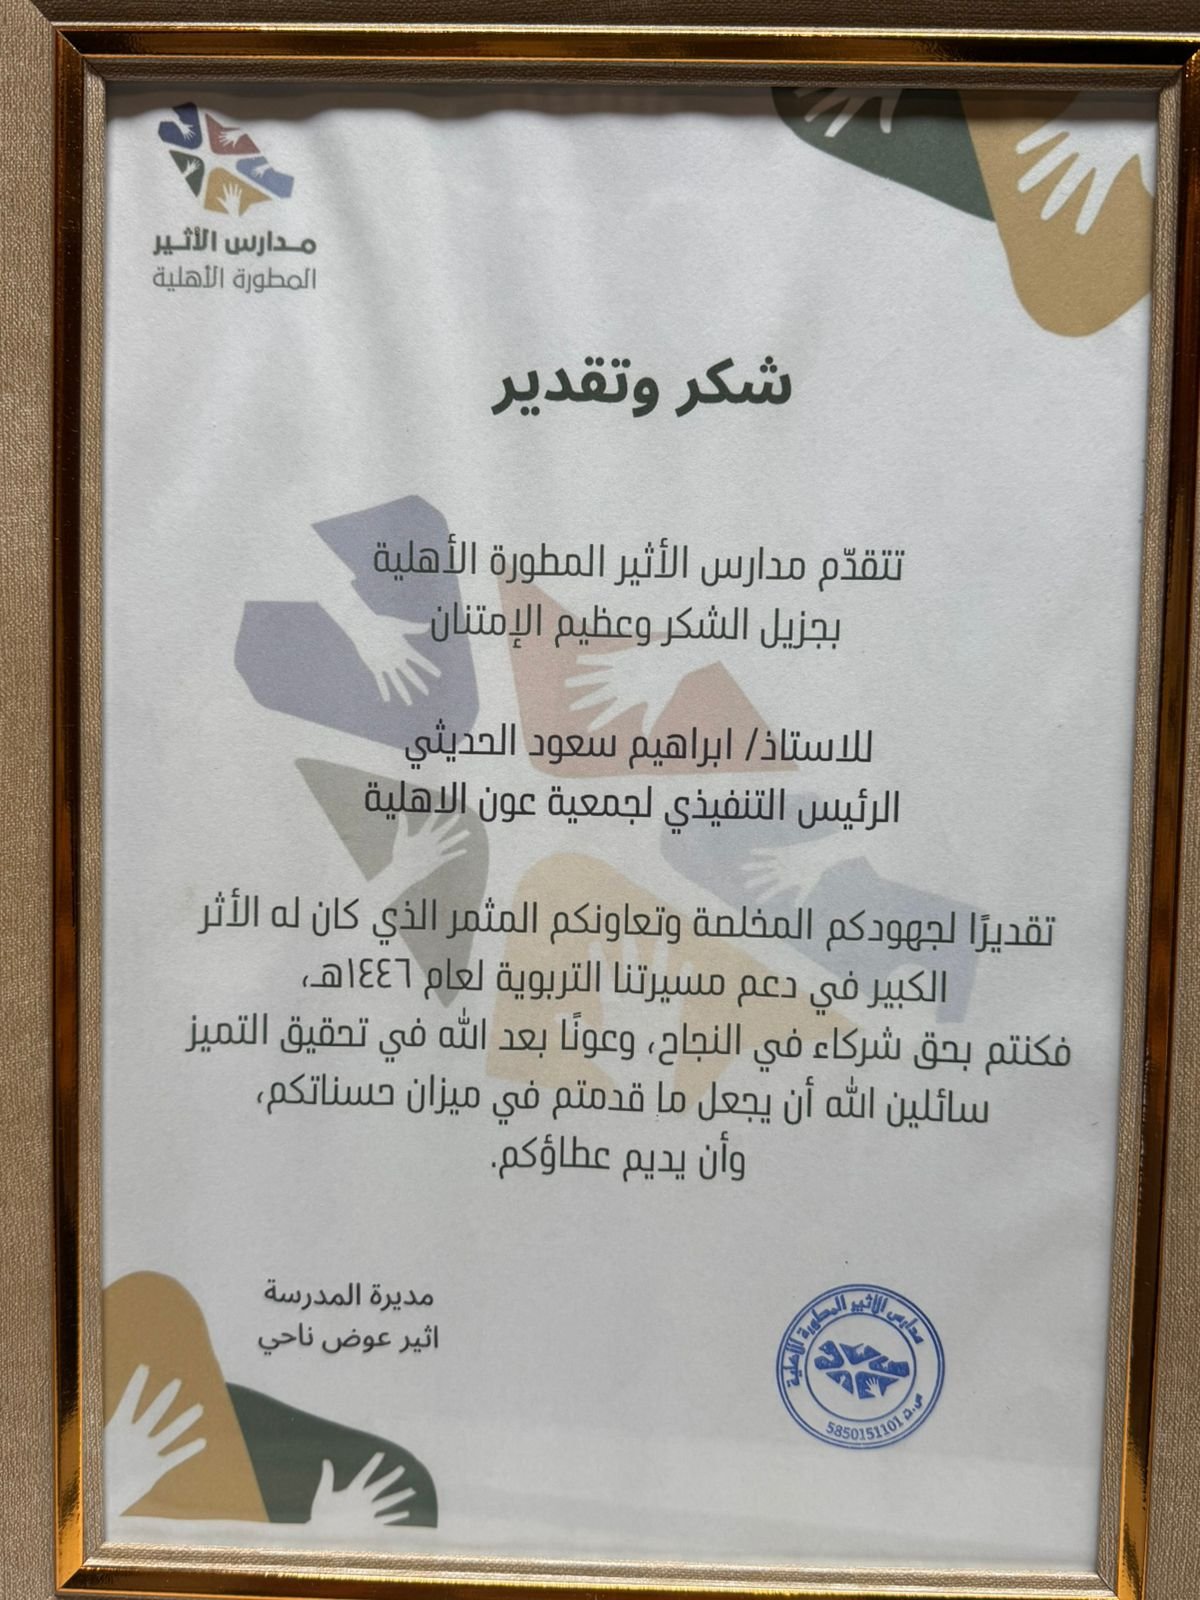 مدارس الأثير
المطورة الأهلية
شكر وتقدير
تتقدّم مدارس الأثير المطورة الأهلية
بجزيل الشكر وعظيم الإمتنان
للاستاذ/ ابراهيم سعود الحديثي
الرئيس التنفيذي لجمعية عون الاهلية
تقديرًا لجهودكم المخلصة وتعاونكم المثمر الذي كان له الأثر
الكبير في دعم مسيرتنا التربوية لعام ١٤٤٦هـ،
فكنتم بحق شركاء في النجاح، وعونًا بعد الله في تحقيق التميز
سائلين الله أن يجعل ما قدمتم في ميزان حسناتكم،
وأن يديم عطاؤكم.
مديرة المدرسة
اثير عوض ناحي
مدارس الأثير المطورة الأهلية
س.ت 5850151101